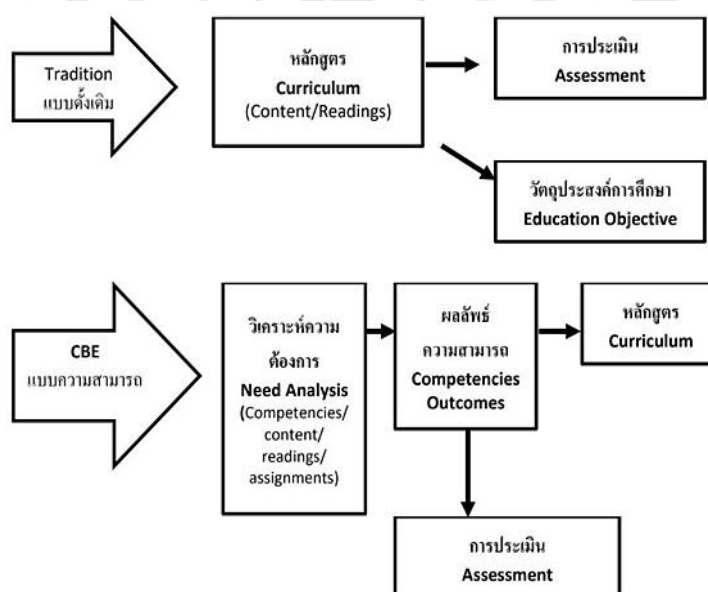 Tradition
แบบดั้งเดิม
หลักสูตร
Curriculum
(Content/Readings)
การประเมิน
Assessment
วัตถุประสงค์การศึกษา
Education Objective
CBE
แบบความสามารถ
วิเคราะห์ความ
ต้องการ
Need Analysis
(Competencies/
content/
readings/
assignments)
ผลลัพธ์
ความสามารถ
Competencies
Outcomes
หลักสูตร
Curriculum
การประเมิน
Assessment